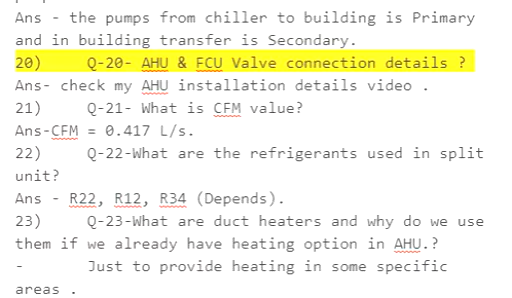 Ans - the pumps from chiller to building is Primary
and in building transfer is Secondary.
20) Q-20- AHU & FCU Valve connection details ?
Ans- check my AHU installation details video .
21) Q-21- What is CFM value?
Ans-CFM = 0.417 L/s.
22) Q-22-What are the refrigerants used in split
unit?
Ans - R22, R12, R34 (Depends).
23) Q-23-What are duct heaters and why do we use
them if we already have heating option in AHU.?
- Just to provide heating in some specific
areas .